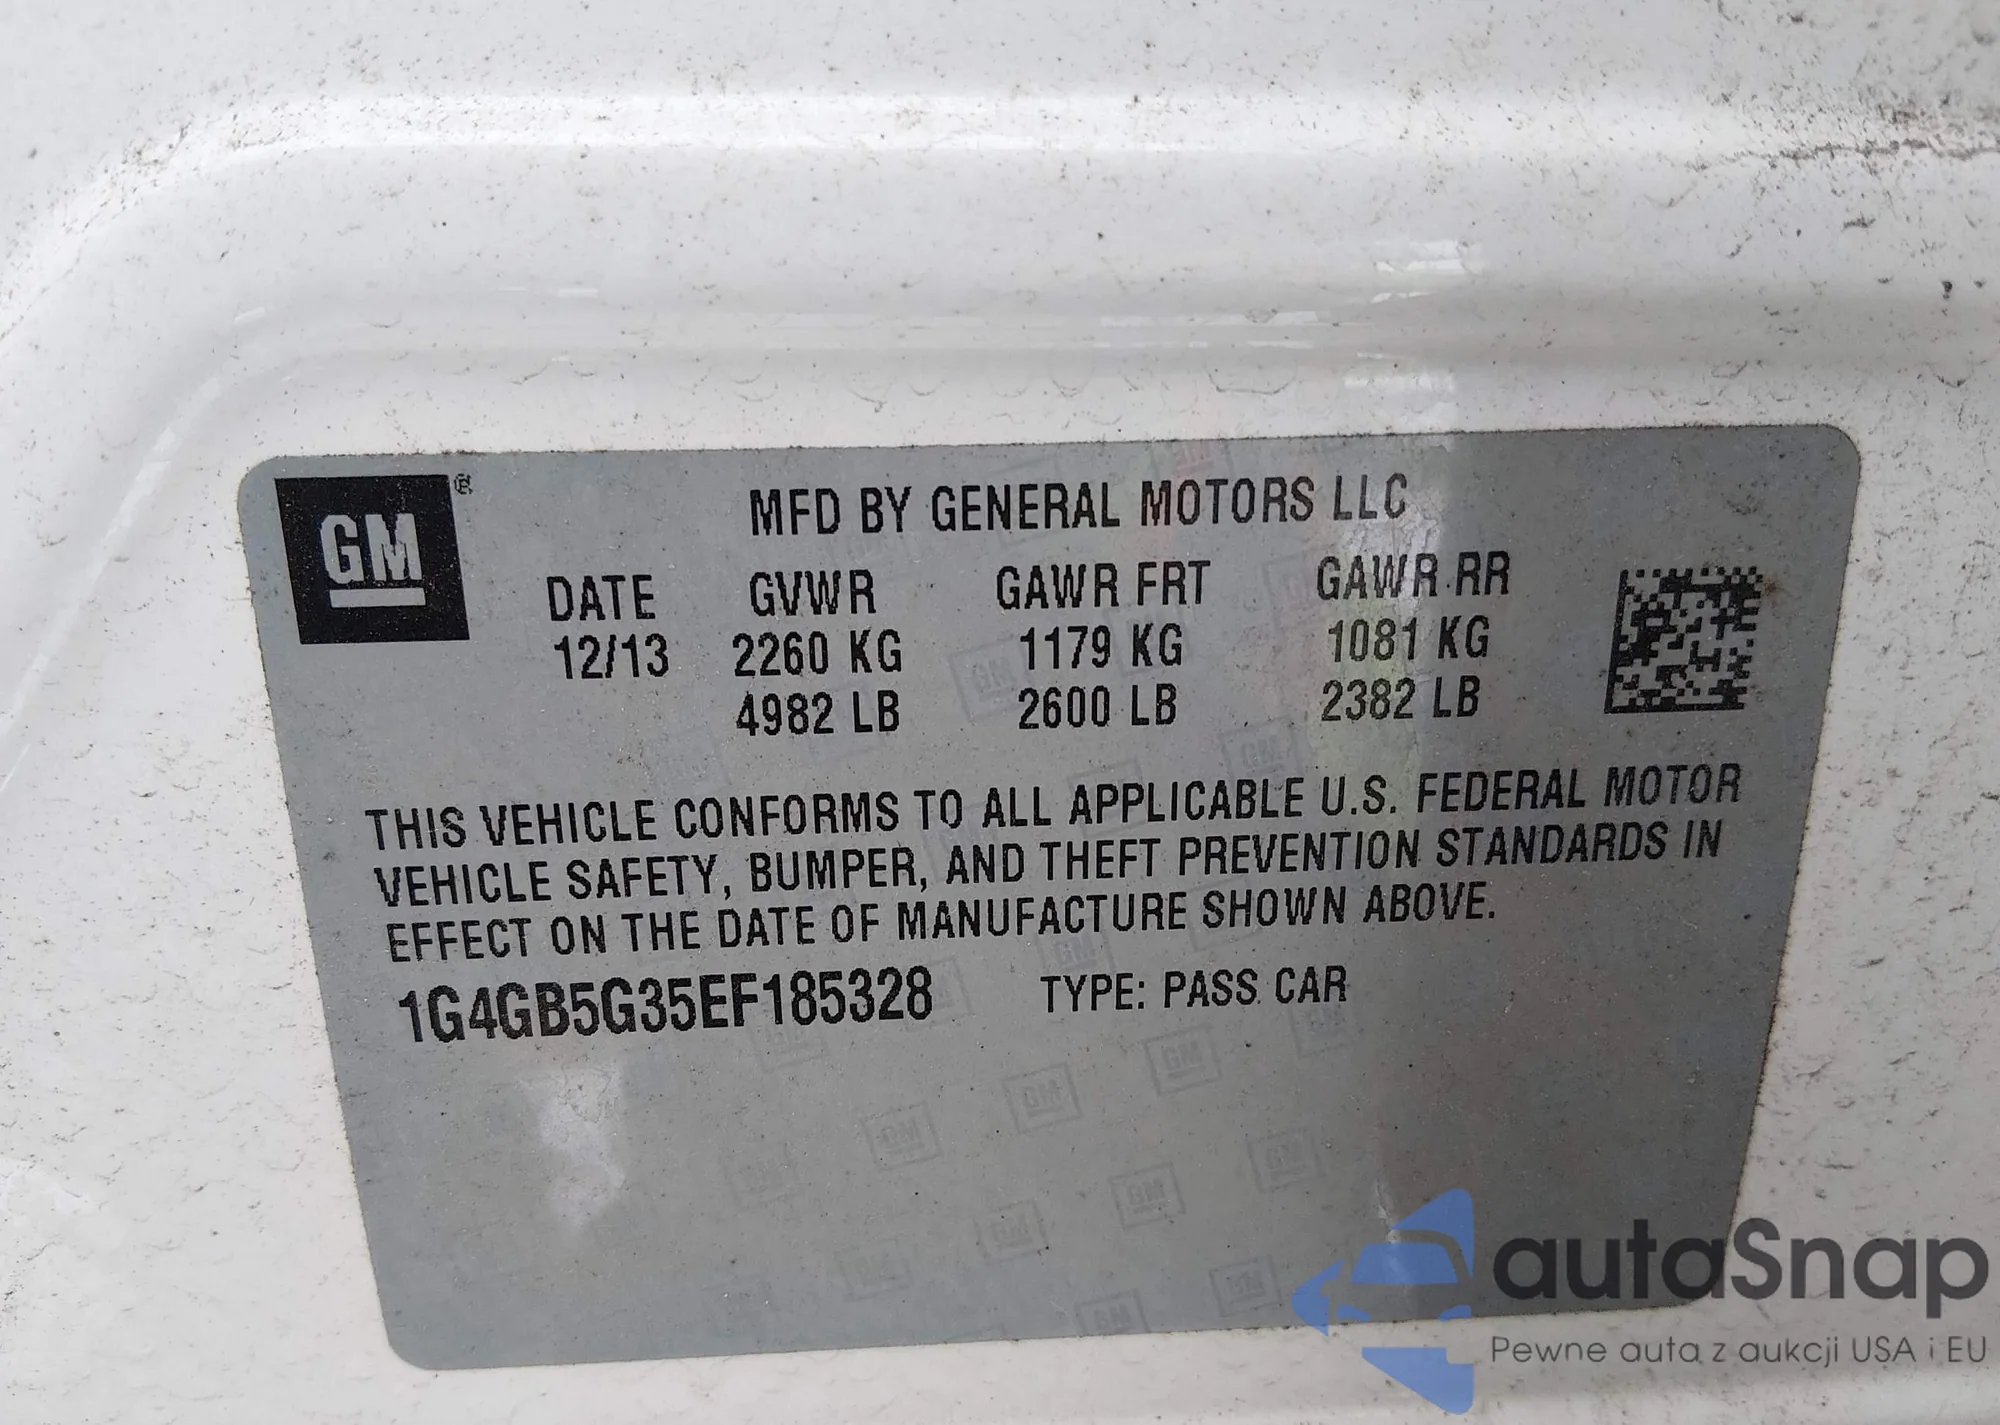 GM ®
MFD BY GENERAL MOTORS LLC
DATE GVWR GAWR FRT GAWR RR
12/13 2260 KG 1179 KG 1081 KG
4982 LB 2600 LB 2382 LB
THIS VEHICLE CONFORMS TO ALL APPLICABLE U.S. FEDERAL MOTOR
VEHICLE SAFETY, BUMPER, AND THEFT PREVENTION STANDARDS IN
EFFECT ON THE DATE OF MANUFACTURE SHOWN ABOVE.
1G4GB5G35EF185328 TYPE: PASS CAR
autaSnap
Pewne auta z aukcji USA i EU